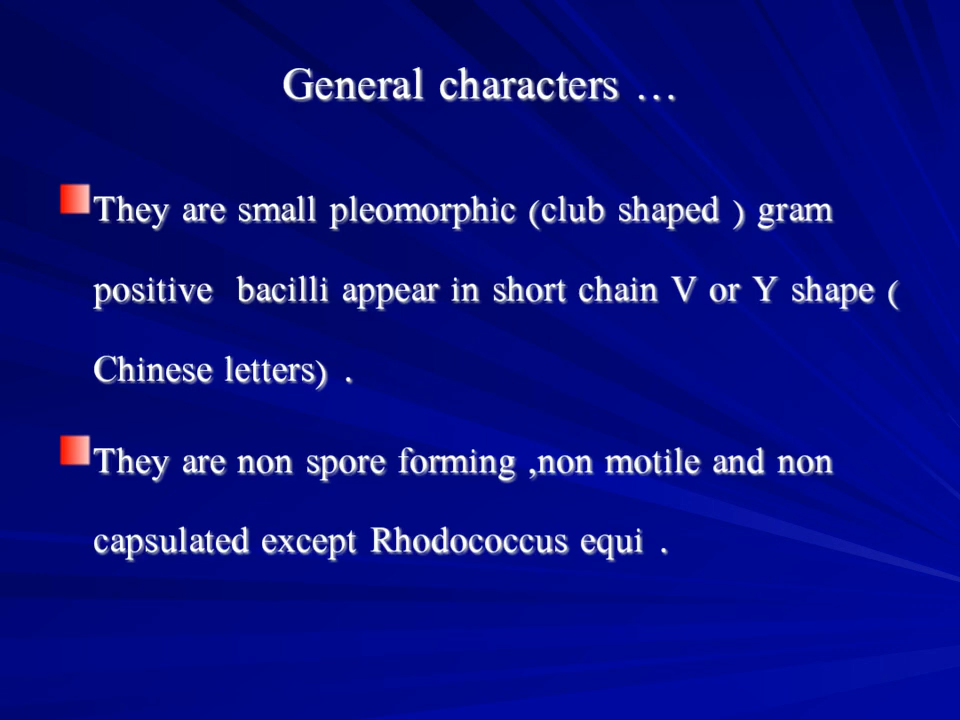 General characters …
They are small pleomorphic (club shaped ) gram
positive  bacilli appear in short chain V or Y shape (
Chinese letters) .
They are non spore forming ,non motile and non
capsulated except Rhodococcus equi .